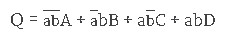 Q = a̅b̅A + a̅bB + ab̅C + abD